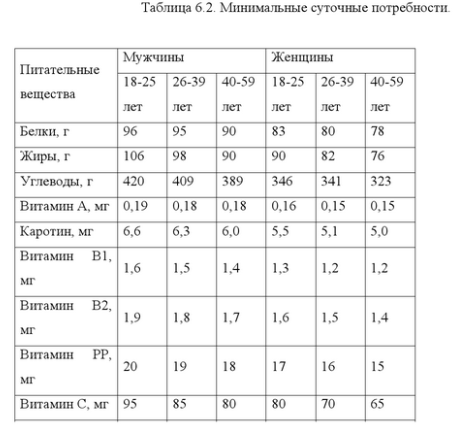 Таблица 6.2. Минимальные суточные потребности.
Питательные вещества Мужчины Женщины
18-25 лет 26-39 лет 40-59 лет 18-25 лет 26-39 лет 40-59 лет
Белки, г 96 95 90 83 80 78
Жиры, г 106 98 90 90 82 76
Углеводы, г 420 409 389 346 341 323
Витамин А, мг 0,19 0,18 0,18 0,16 0,15 0,15
Каротин, мг 6,6 6,3 6,0 5,5 5,1 5,0
Витамин В1, мг 1,6 1,5 1,4 1,3 1,2 1,2
Витамин В2, мг 1,9 1,8 1,7 1,6 1,5 1,4
Витамин РР, мг 20 19 18 17 16 15
Витамин С, мг 95 85 80 80 70 65